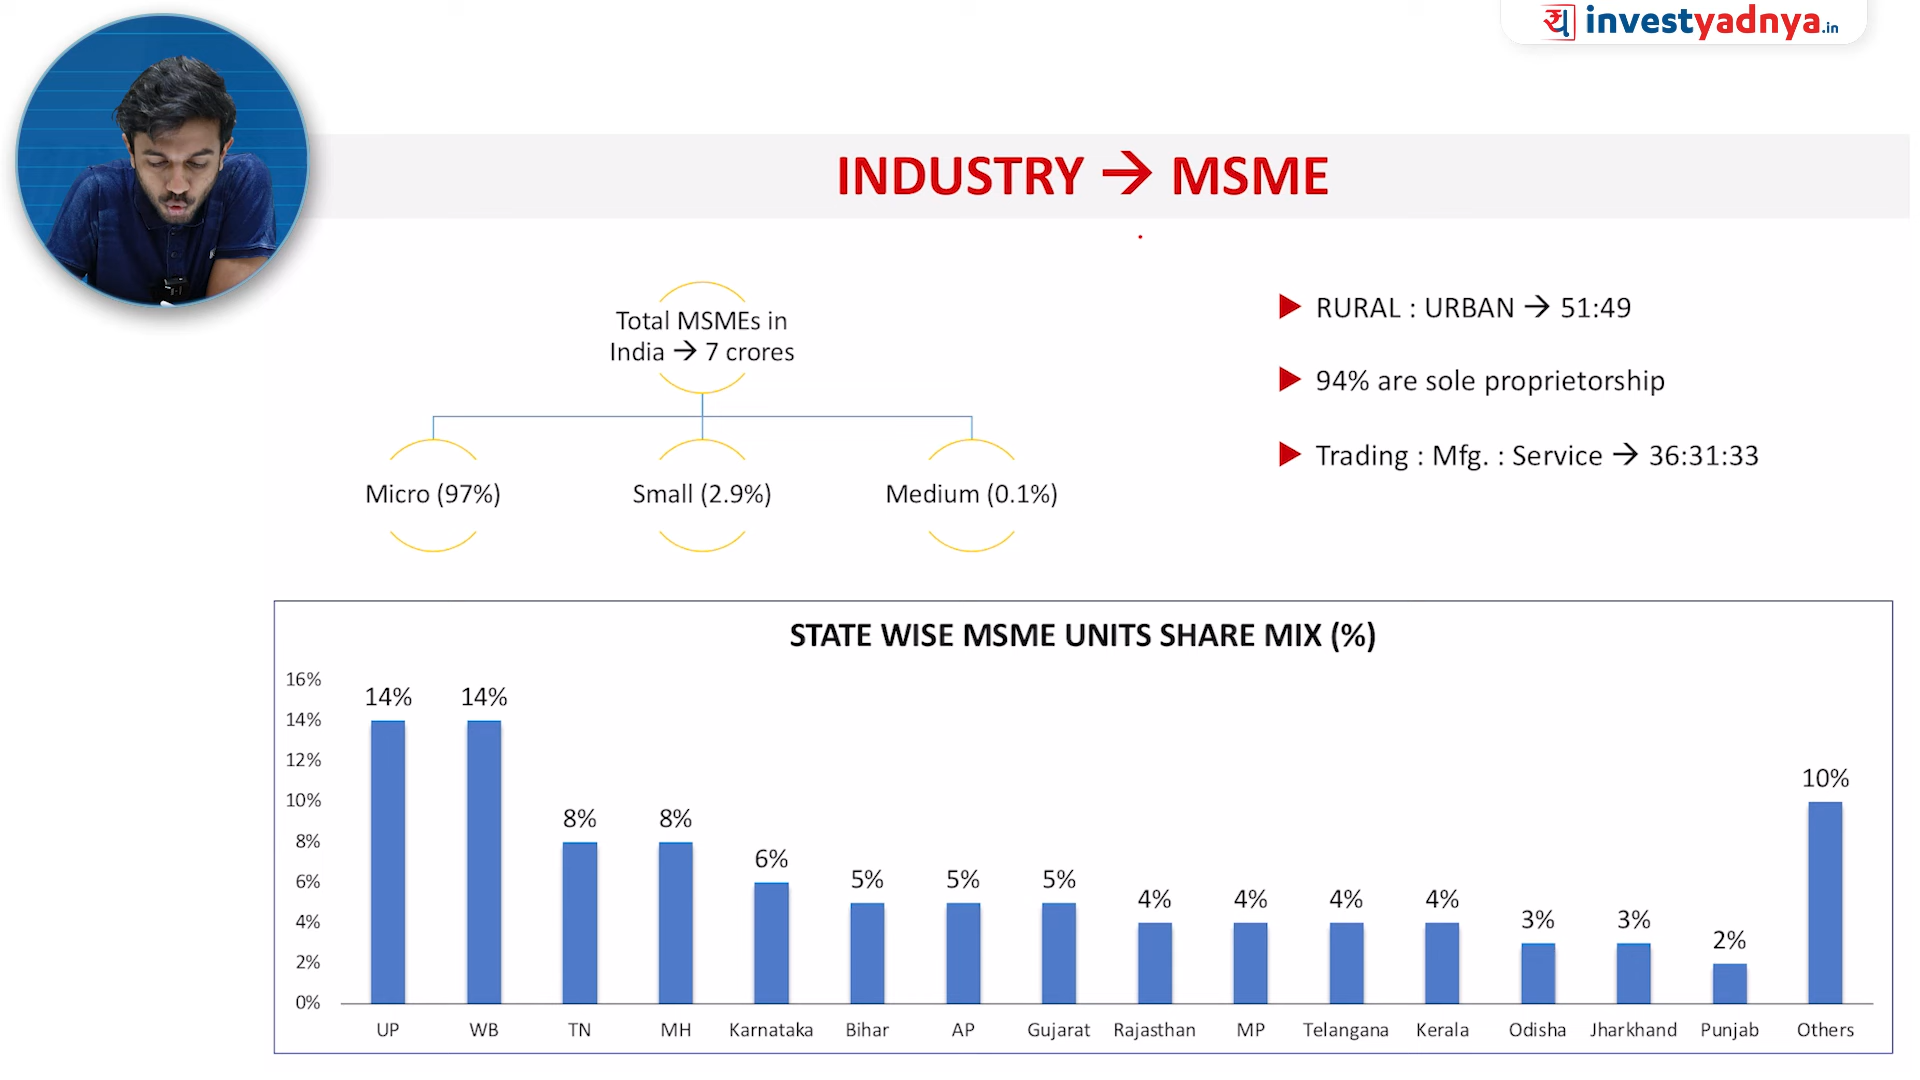 investyadnya.in
INDUSTRY → MSME
Total MSMEs in
India → 7 crores
Micro (97%)
Small (2.9%)
Medium (0.1%)
RURAL : URBAN → 51:49
94% are sole proprietorship
Trading : Mfg. : Service → 36:31:33
STATE WISE MSME UNITS SHARE MIX (%)
16%
14%
12%
10%
8%
6%
4%
2%
0%
14% 14% 8% 8% 6% 5% 5% 5% 4% 4% 4% 4% 3% 3% 2% 10%
UP WB TN MH Karnataka Bihar AP Gujarat Rajasthan MP Telangana Kerala Odisha Jharkhand Punjab Others